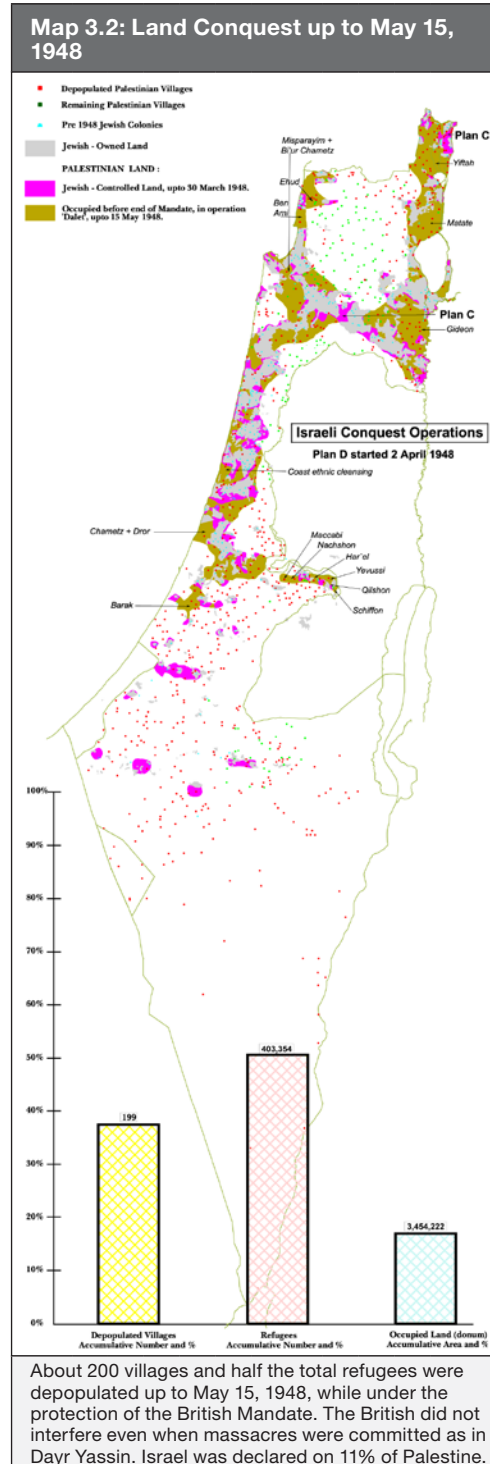 Map 3.2: Land Conquest up to May 15,
1948
Depopulated Palestinian Villages
Remaining Palestinian Villages
Pre 1948 Jewish Colonies
Jewish - Owned Land
PALESTINIAN LAND :
Jewish - Controlled Land, upto 30 March 1948.
Occupied before end of Mandate, in operation
'Dalet', upto 15 May 1948.
Misparayim +
Bi'ur Chametz
Plan C
Yiftah
Ehud
Ben
Ami
Matate
Plan C
Gideon
Israeli Conquest Operations
Plan D started 2 April 1948
Coast ethnic cleensing
Chametz + Dror
Maccabi
Nachshon
Har'el
Yevussi
Qilshon
Schiffon
Barak
100%
90%
80%
70%
60%
50%
40%
30%
20%
10%
0%
199
403,354
3,454,222
Depopulated Villages
Accumulative Number and %
Refugees
Accumulative Number and %
Occupied Land (donum)
Accumulative Area and %
About 200 villages and half the total refugees were
depopulated up to May 15, 1948, while under the
protection of the British Mandate. The British did not
interfere even when massacres were committed as in
Dayr Yassin. Israel was declared on 11% of Palestine.